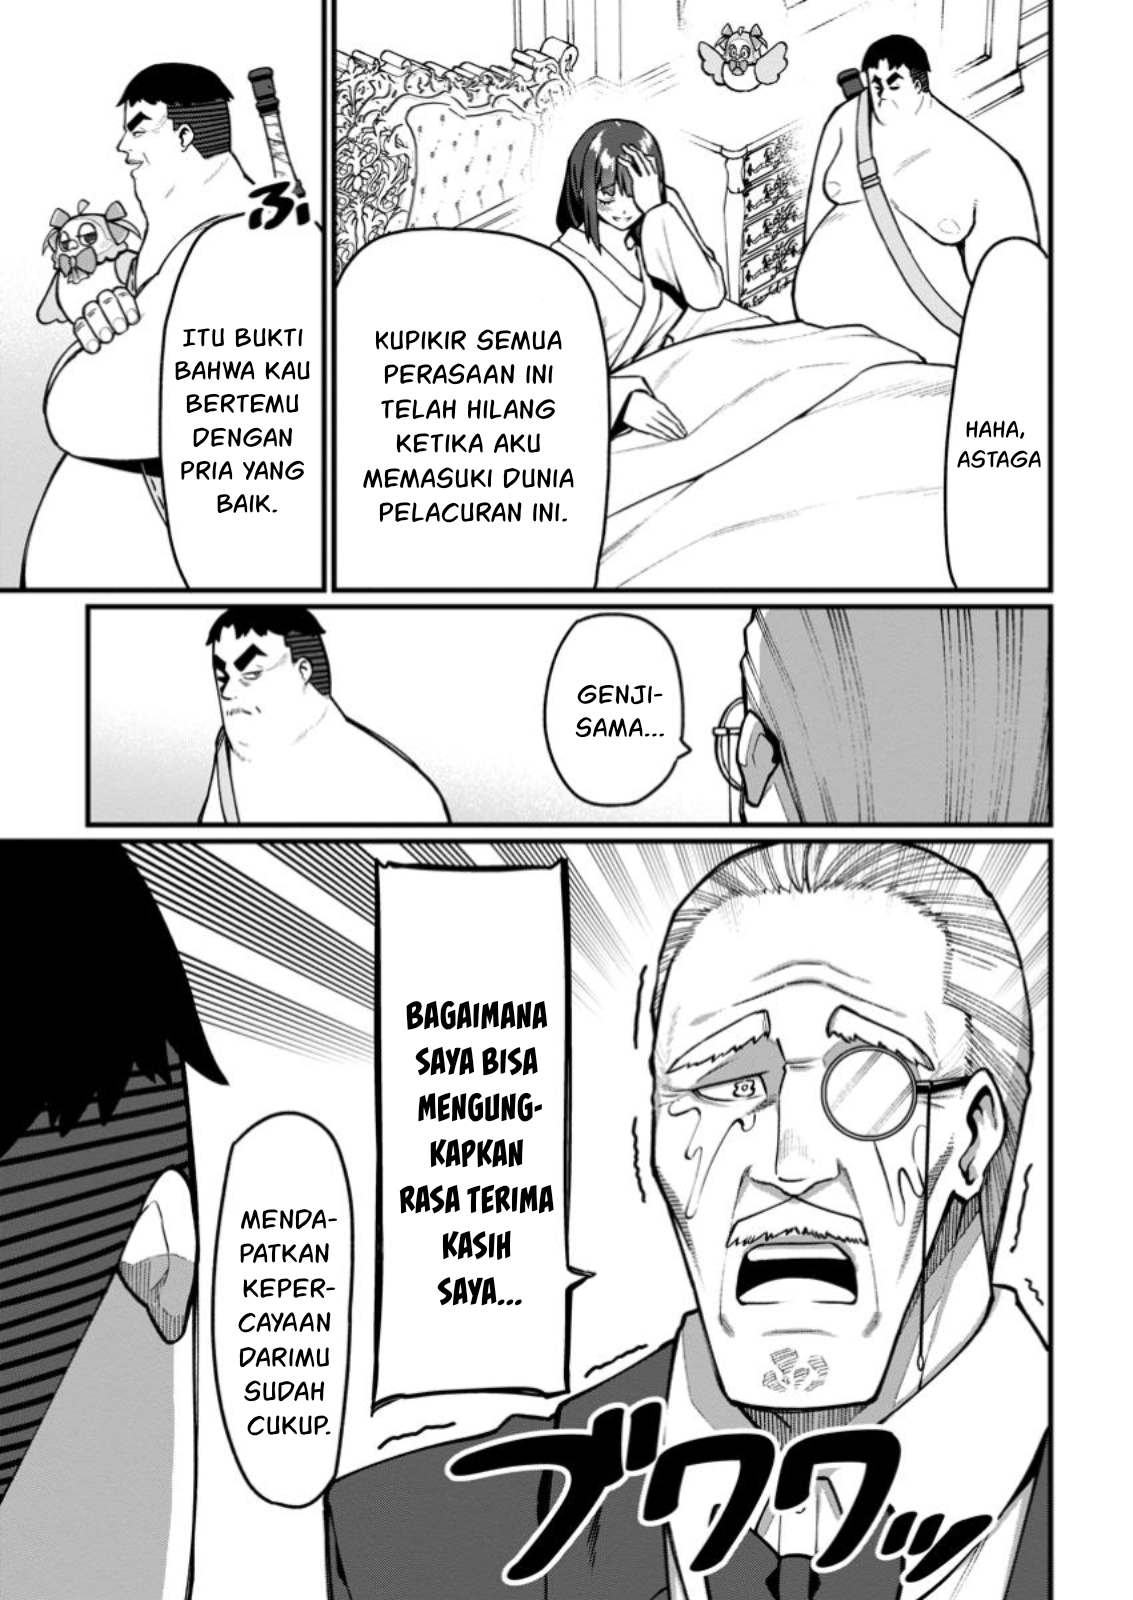 HAHA,
ASTAGA
KUPIKIR SEMUA
PERASAAN INI
TELAH HILANG
KETIKA AKU
MEMASUKI DUNIA
PELACURAN INI.
ふ
ITU BUKTI
BAHWA KAU
BERTEMU
DENGAN
PRIA YANG
BAIK.
GENJI-
SAMA...
BAGAIMANA
SAYA BISA
MENGUNG-
KAPKAN
RASA TERIMA
KASIH
SAYA...
MENDA-
PATKAN
KEPER-
CAYAAN
DARIMU
SUDAH
CUKUP.
ブワワッ